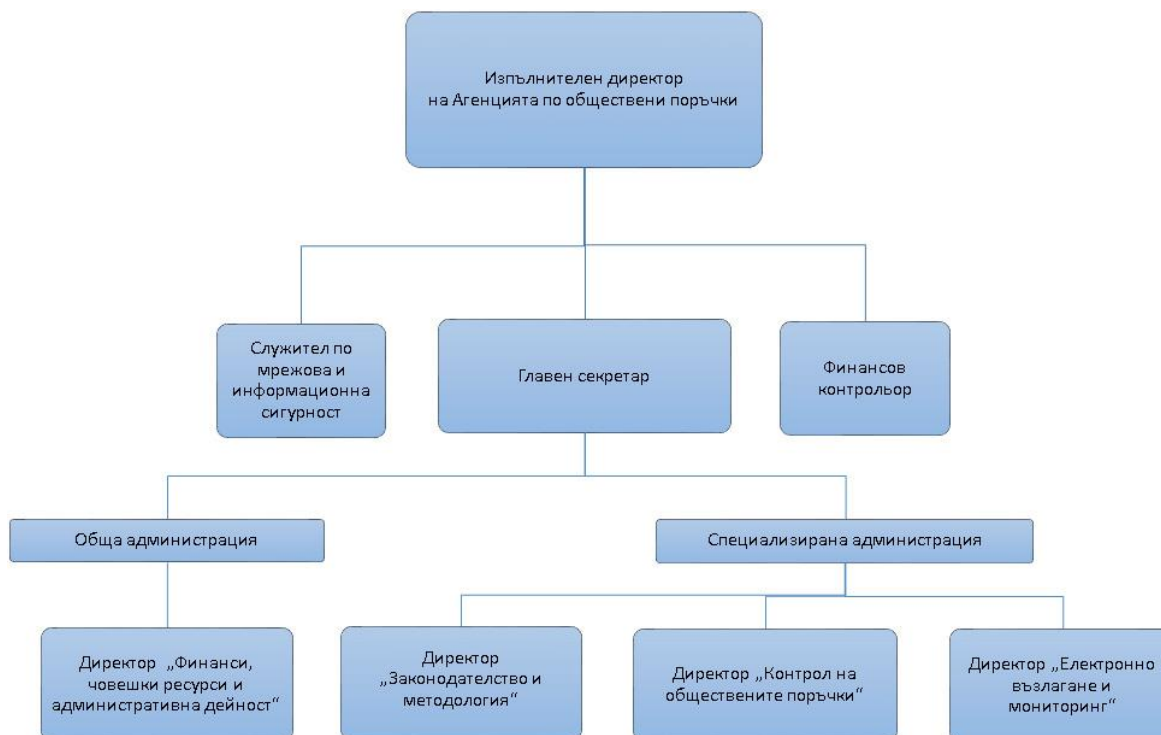 Изпълнителен директор
на Агенцията по обществени поръчки
Служител по
мрежова и
информационна
сигурност
Главен секретар
Финансов
контрольор
Обща администрация
Специализирана администрация
Директор „Финанси,
човешки ресурси и
административна дейност“
Директор
„Законодателство и
методология“
Директор „Контрол на
обществените поръчки“
Директор „Електронно
възлагане и
мониторинг“